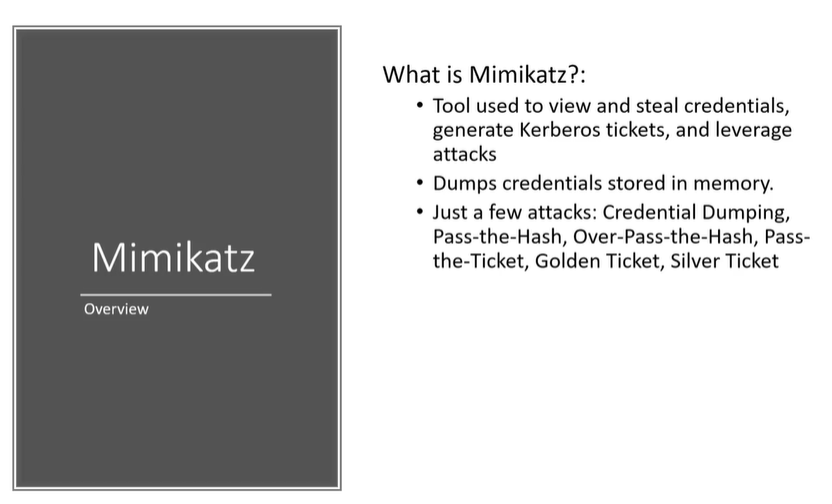 Mimikatz
Overview
What is Mimikatz?:
• Tool used to view and steal credentials,
generate Kerberos tickets, and leverage
attacks
• Dumps credentials stored in memory.
• Just a few attacks: Credential Dumping,
Pass-the-Hash, Over-Pass-the-Hash, Pass-
the-Ticket, Golden Ticket, Silver Ticket